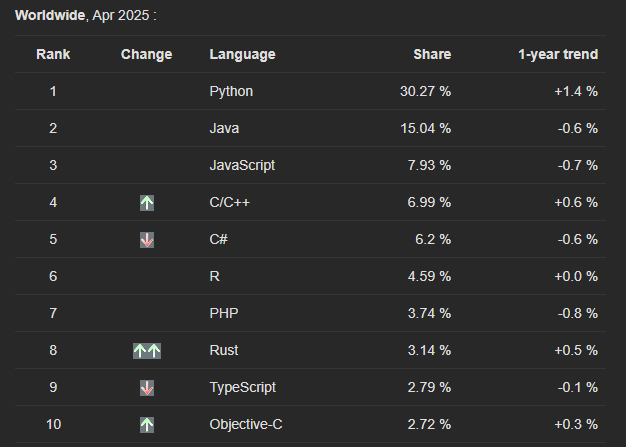 Worldwide, Apr 2025 :
Rank Change Language Share 1-year trend
1 Python 30.27 % +1.4 %
2 Java 15.04 % -0.6 %
3 JavaScript 7.93 % -0.7 %
4 ↑ C/C++ 6.99 % +0.6 %
5 ↓ C# 6.2 % -0.6 %
6 R 4.59 % +0.0 %
7 PHP 3.74 % -0.8 %
8 ↑↑ Rust 3.14 % +0.5 %
9 ↓ TypeScript 2.79 % -0.1 %
10 ↑ Objective-C 2.72 % +0.3 %